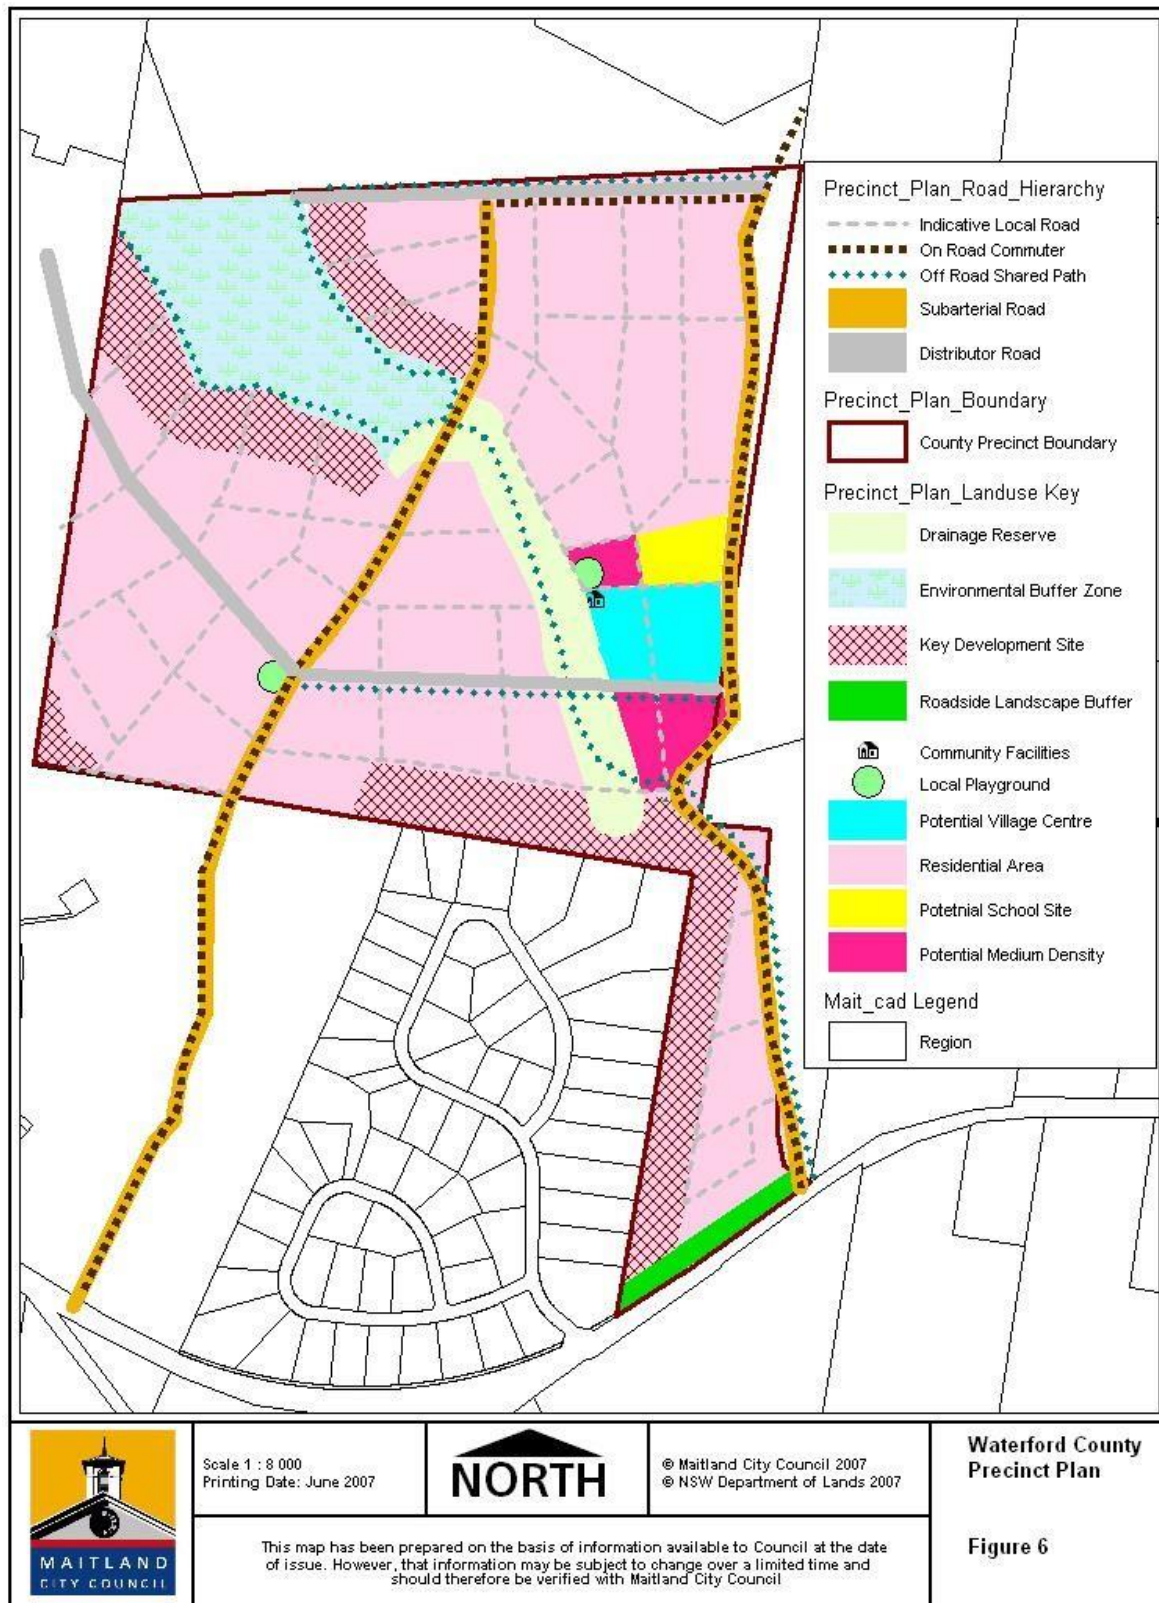 Precinct_Plan_Road_Hierarchy
Indicative Local Road
On Road Commuter
Off Road Shared Path
Subarterial Road
Distributor Road
Precinct_Plan_Boundary
County Precinct Boundary
Precinct_Plan_Landuse Key
Drainage Reserve
Environmental Buffer Zone
Key Development Site
Roadside Landscape Buffer
Community Facilities
Local Playground
Potential Village Centre
Residential Area
Potetnial School Site
Potential Medium Density
Mait_cad Legend
Region
MAITLAND
CITY COUNCIL
Scale 1 : 8 000
Printing Date: June 2007
NORTH
© Maitland City Council 2007
© NSW Department of Lands 2007
This map has been prepared on the basis of information available to Council at the date
of issue. However, that information may be subject to change over a limited time and
should therefore be verified with Maitland City Council
Waterford County
Precinct Plan
Figure 6